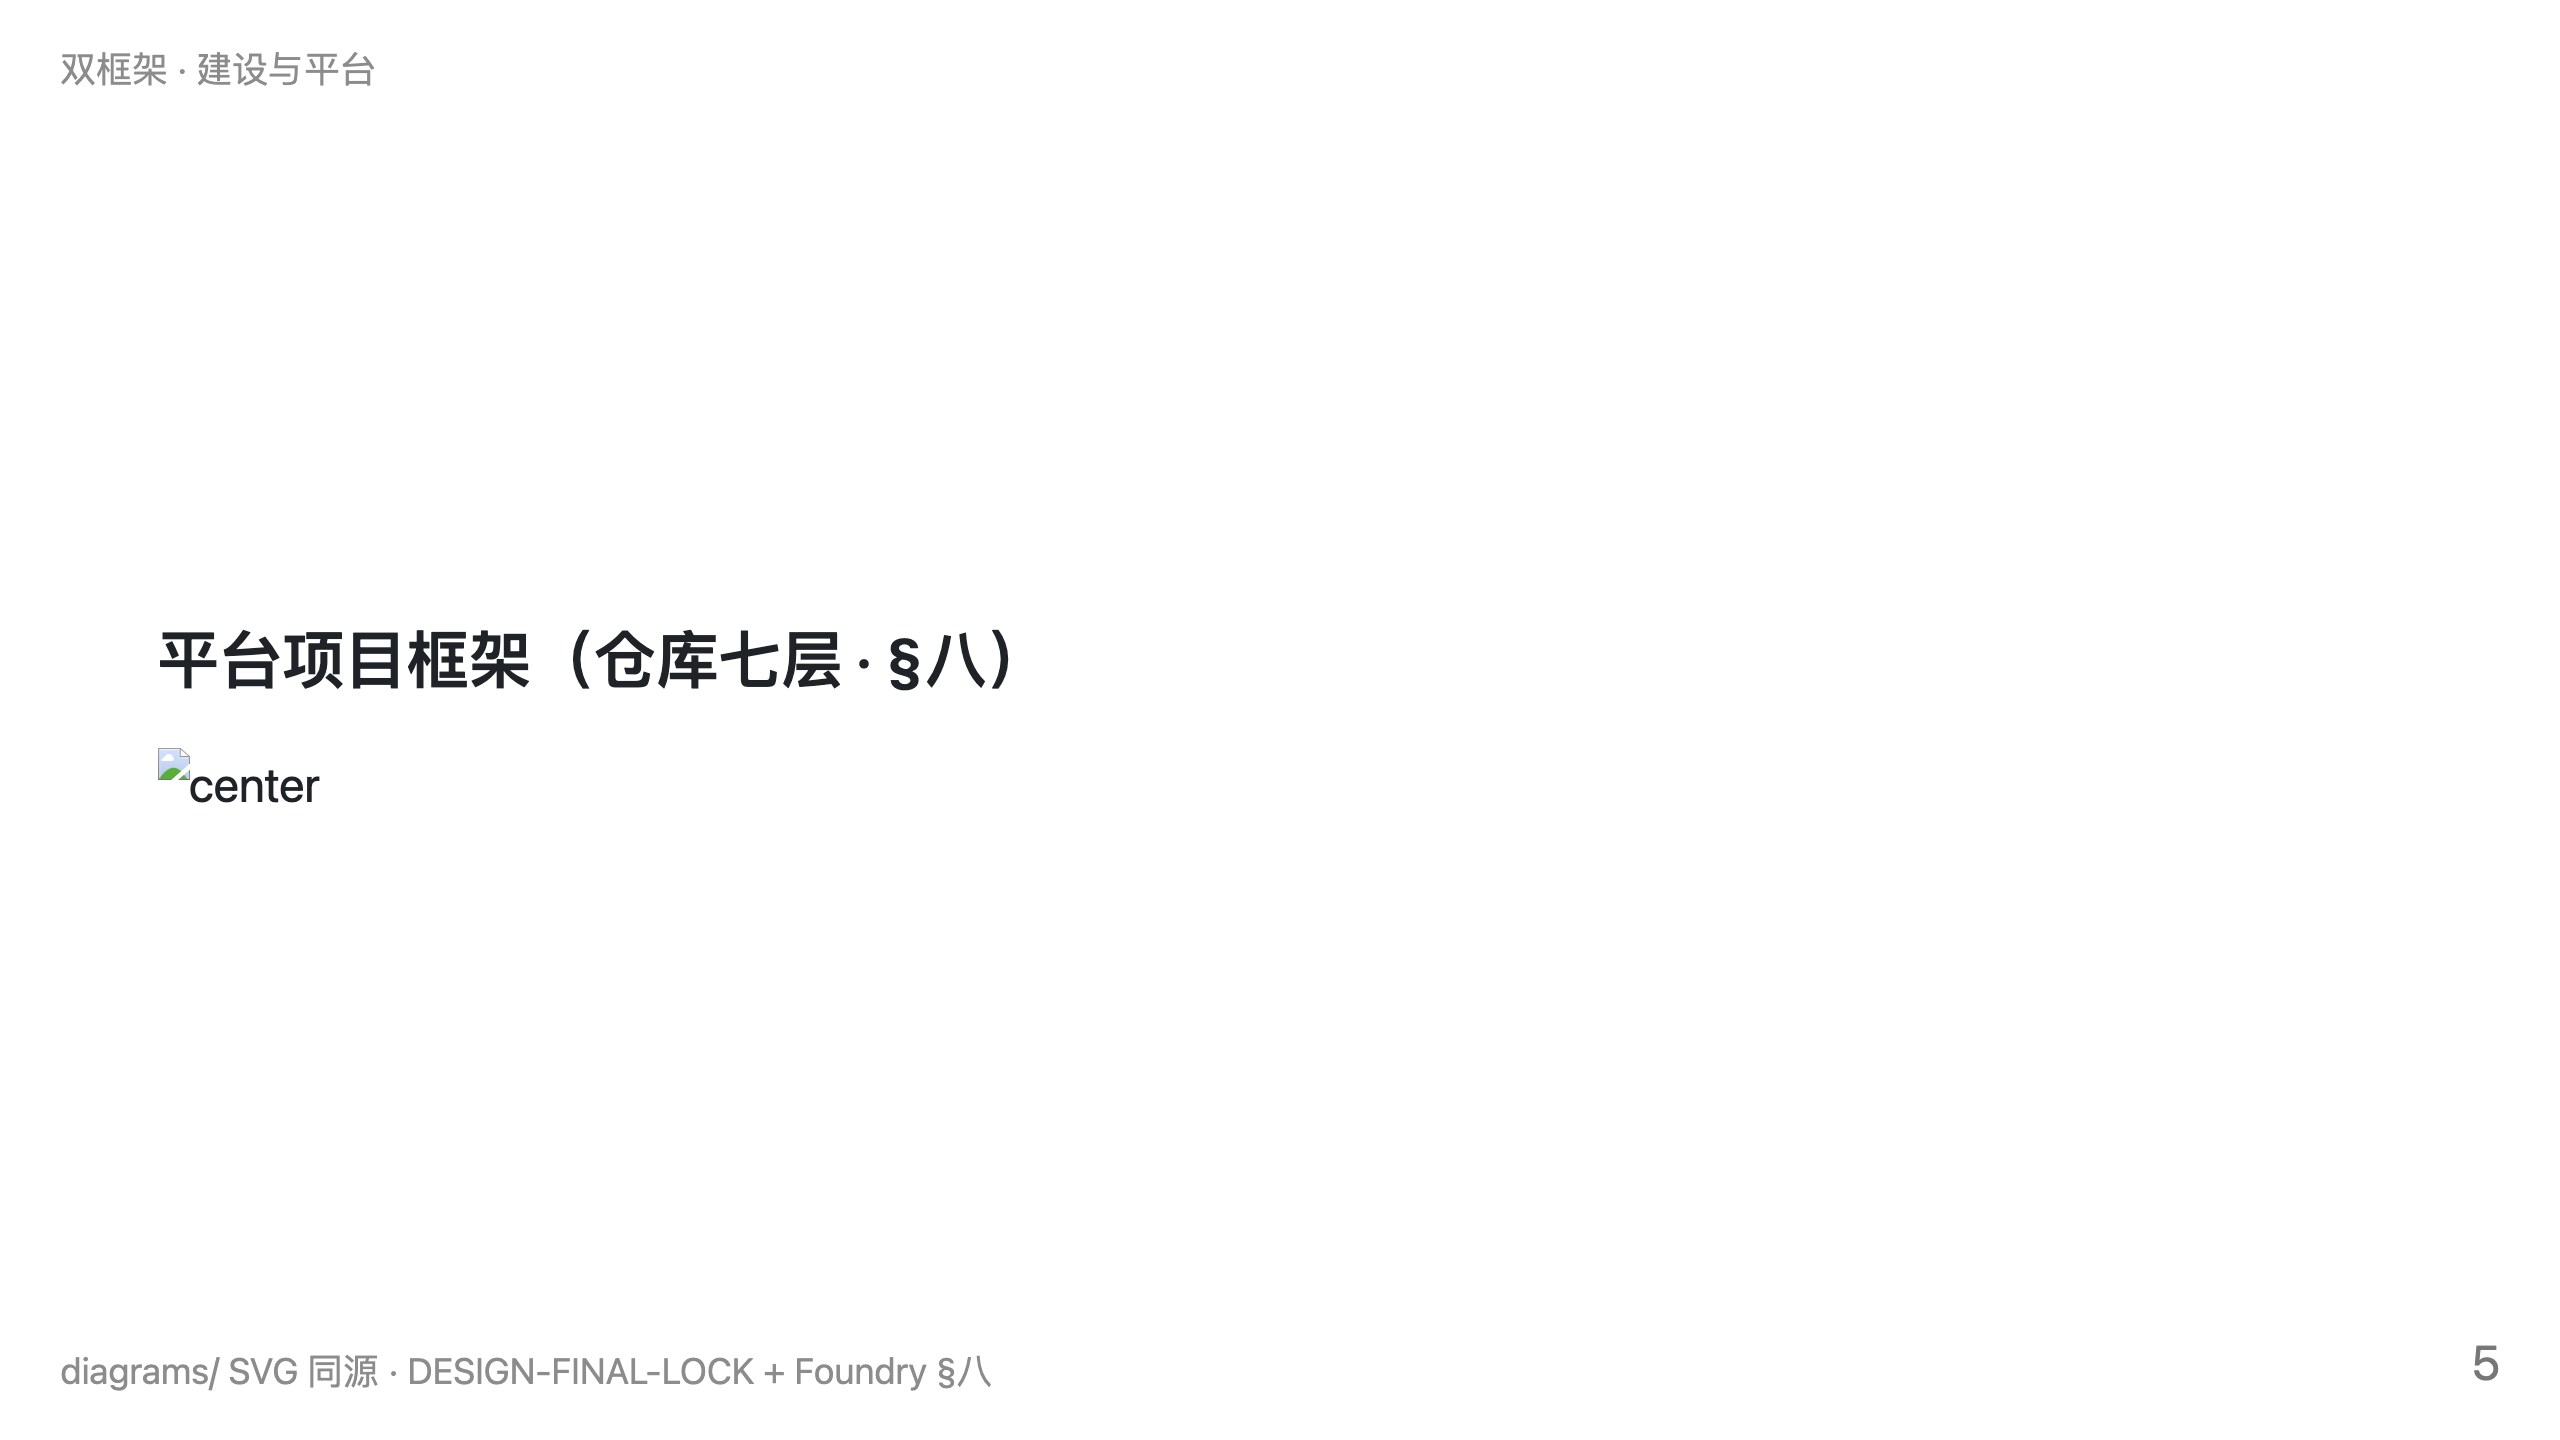 双框架 · 建设与平台
平台项目框架（仓库七层 · §八）
center
diagrams/ SVG 同源 · DESIGN-FINAL-LOCK + Foundry §八
5